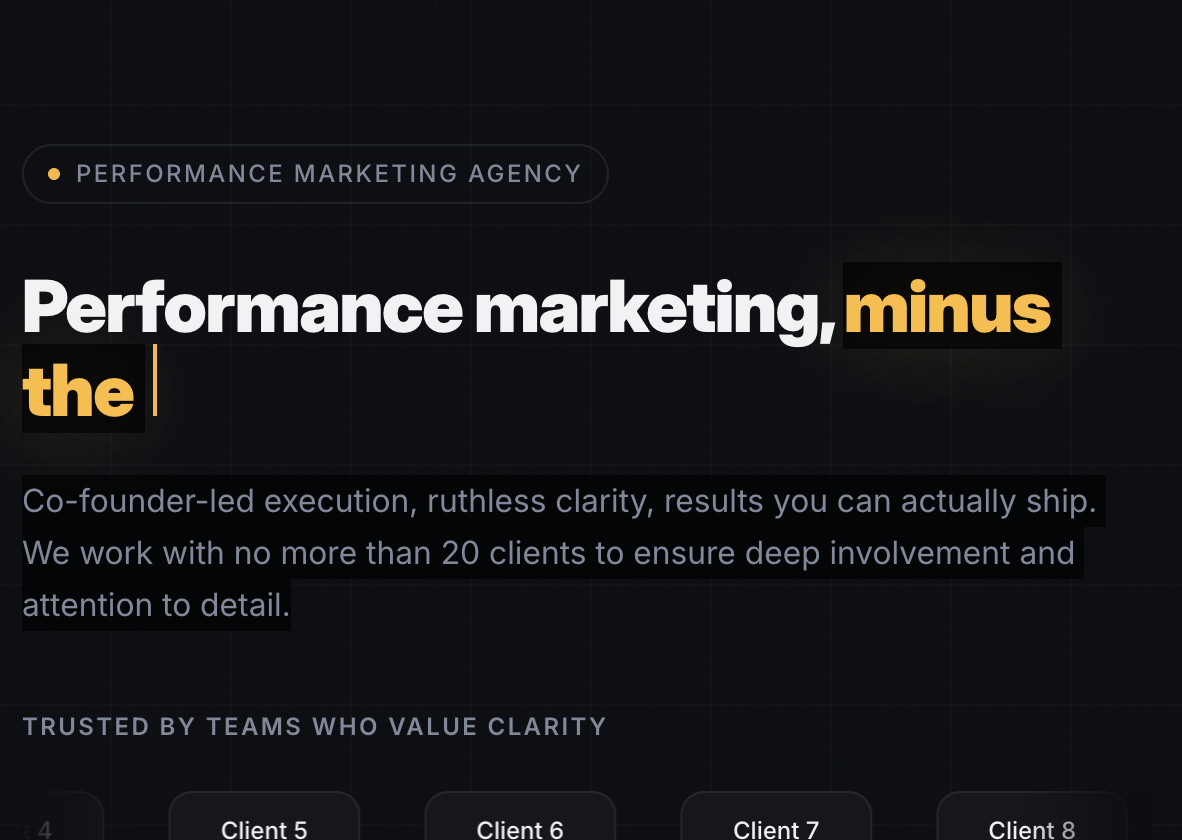 PERFORMANCE MARKETING AGENCY
Performance marketing, minus
the
Co-founder-led execution, ruthless clarity, results you can actually ship.
We work with no more than 20 clients to ensure deep involvement and
attention to detail.
TRUSTED BY TEAMS WHO VALUE CLARITY
4 Client 5 Client 6 Client 7 Client 8